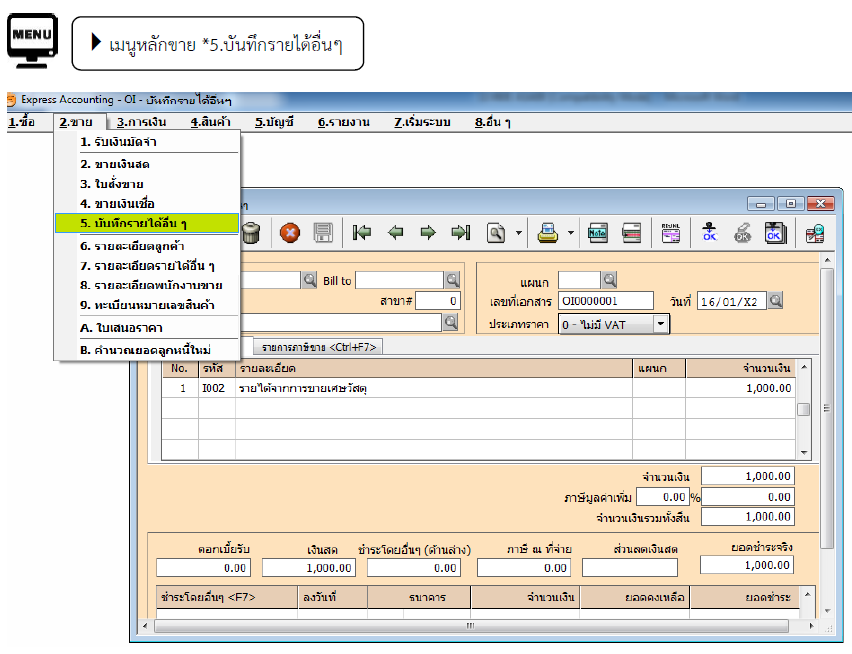 MENU
เมนูหลักขาย *5.บันทึกรายได้อื่นๆ
Express Accounting - OI - บันทึกรายได้อื่นๆ
1.ซื้อ 2.ขาย 3.การเงิน 4.สินค้า 5.บัญชี 6.รายงาน 7.เริ่มระบบ 8.อื่น ๆ
1. รับเงินมัดจำ
2. ขายเงินสด
3. ใบสั่งขาย
4. ขายเงินเชื่อ
5. บันทึกรายได้อื่น ๆ
6. รายละเอียดลูกค้า
7. รายละเอียดรายได้อื่น ๆ
8. รายละเอียดพนักงานขาย
9. ทะเบียนหมายเลขสินค้า
A. ใบเสนอราคา
B. คำนวณยอดลูกหนี้ใหม่
Bill to
สาขา# 0
แผนก
เลขที่เอกสาร OI0000001 วันที่ 16/01/X2
ประเภทราคา 0 - ไม่มี VAT
รายการภาษีขาย <Ctrl+F7>
No. รหัส รายละเอียด แผนก จำนวนเงิน
1 I002 รายได้จากการขายเศษวัสดุ 1,000.00
จำนวนเงิน 1,000.00
ภาษีมูลค่าเพิ่ม 0.00 % 0.00
จำนวนเงินรวมทั้งสิ้น 1,000.00
ดอกเบี้ยรับ เงินสด ชำระโดยอื่นๆ (ด้านล่าง) ภาษี ณ ที่จ่าย ส่วนลดเงินสด ยอดชำระจริง
0.00 1,000.00 0.00 0.00 1,000.00
ชำระโดยอื่นๆ <F7> ลงวันที่ ธนาคาร จำนวนเงิน ยอดคงเหลือ ยอดชำระ